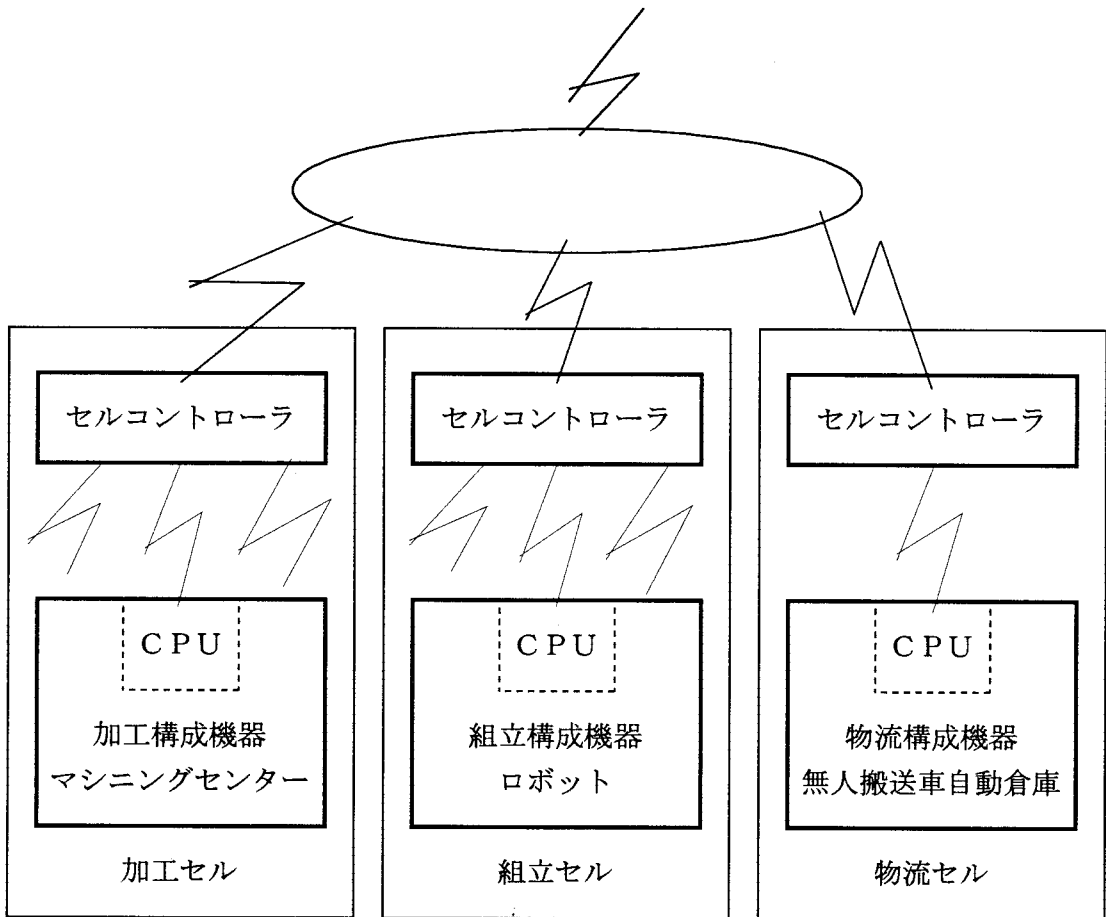 セルコントローラ
セルコントローラ
セルコントローラ
CPU
加工構成機器
マシニングセンター
加工セル
CPU
組立構成機器
ロボット
組立セル
CPU
物流構成機器
無人搬送車自動倉庫
物流セル